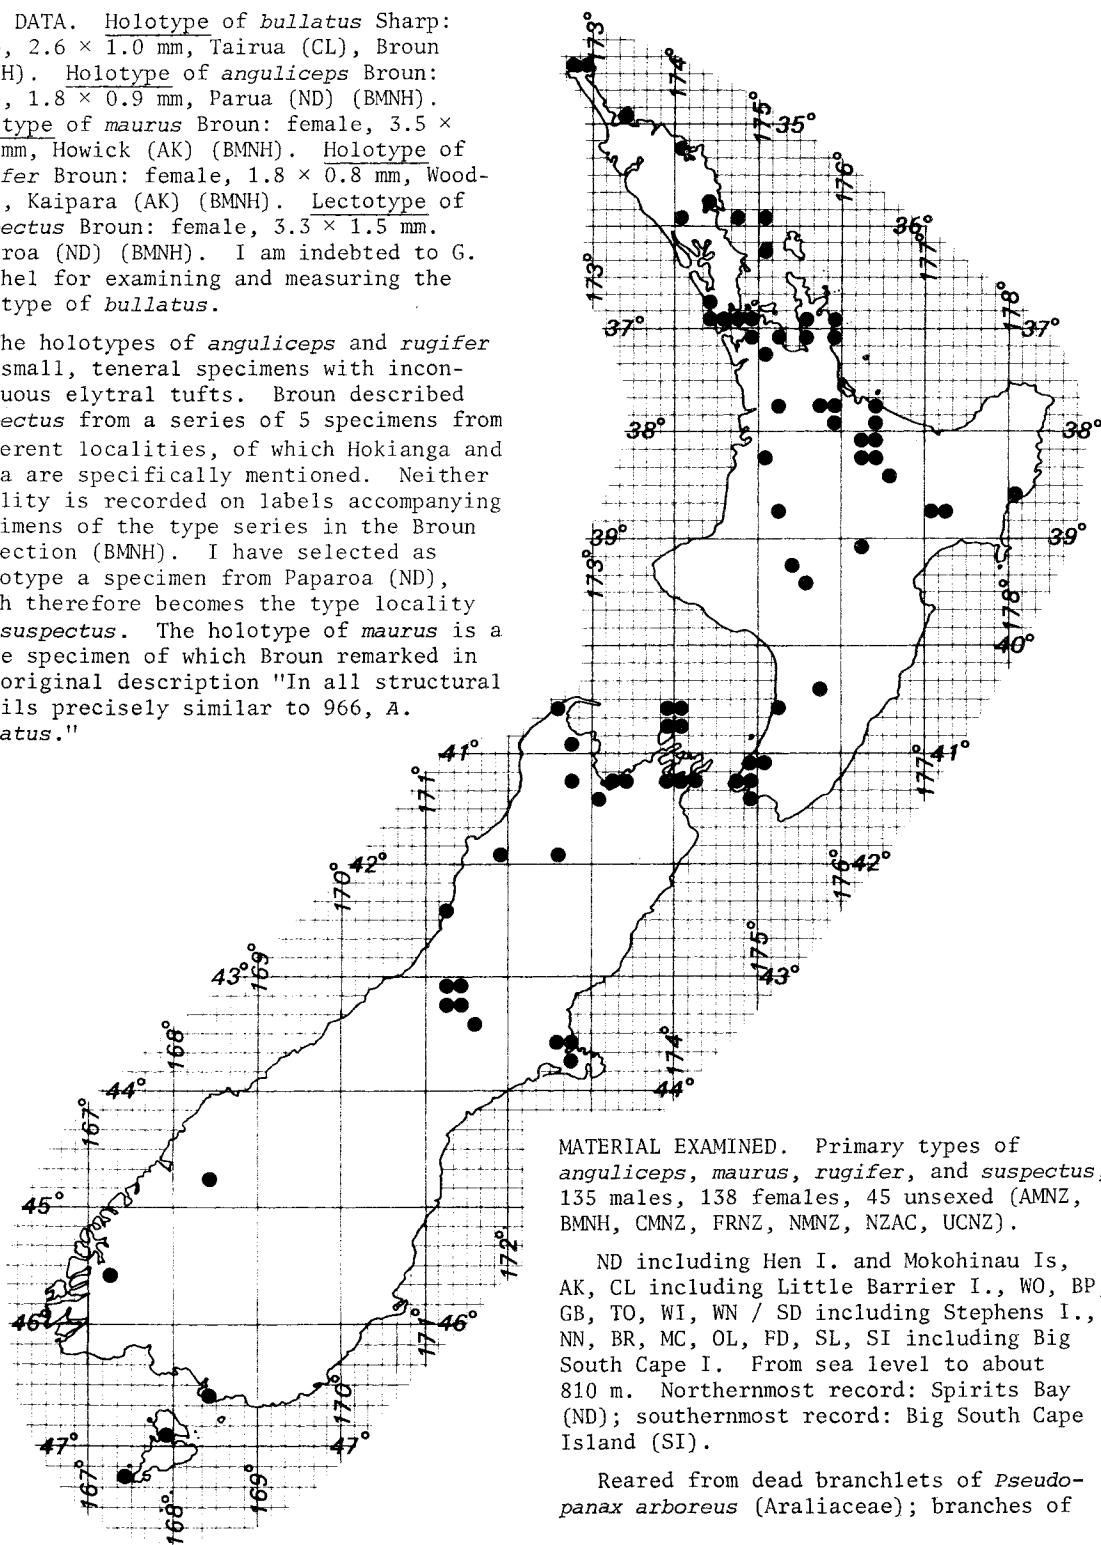 DATA. Holotype of bullatus Sharp:
, 2.6 × 1.0 mm, Tairua (CL), Broun
H). Holotype of anguliceps Broun:
, 1.8 × 0.9 mm, Parua (ND) (BMNH).
type of maurus Broun: female, 3.5 ×
mm, Howick (AK) (BMNH). Holotype of
fer Broun: female, 1.8 × 0.8 mm, Wood-
, Kaipara (AK) (BMNH). Lectotype of
ectus Broun: female, 3.3 × 1.5 mm.
roa (ND) (BMNH). I am indebted to G.
hel for examining and measuring the
type of bullatus.
he holotypes of anguliceps and rugifer
small, teneral specimens with incon-
uous elytral tufts. Broun described
ectus from a series of 5 specimens from
erent localities, of which Hokianga and
a are specifically mentioned. Neither
lity is recorded on labels accompanying
imens of the type series in the Broun
ection (BMNH). I have selected as
otype a specimen from Paparoa (ND),
h therefore becomes the type locality
suspectus. The holotype of maurus is a
e specimen of which Broun remarked in
original description "In all structural
ils precisely similar to 966, A.
atus."
173°
174°
175°
35°
176°
36°
177°
173°
178°
37°
37°
38°
38°
39°
173°
178°
40°
41°
171°
177°
41°
42°
170°
176°
42°
175°
43°
169°
43°
168°
174°
44°
44°
167°
45°
172°
46°
171°
46°
170°
47°
47°
167°
169°
168°
MATERIAL EXAMINED. Primary types of
anguliceps, maurus, rugifer, and suspectus,
135 males, 138 females, 45 unsexed (AMNZ,
BMNH, CMNZ, FRNZ, NMNZ, NZAC, UCNZ).
ND including Hen I. and Mokohinau Is,
AK, CL including Little Barrier I., WO, BP,
GB, TO, WI, WN / SD including Stephens I.,
NN, BR, MC, OL, FD, SL, SI including Big
South Cape I. From sea level to about
810 m. Northernmost record: Spirits Bay
(ND); southernmost record: Big South Cape
Island (SI).
Reared from dead branchlets of Pseudo-
panax arboreus (Araliaceae); branches of